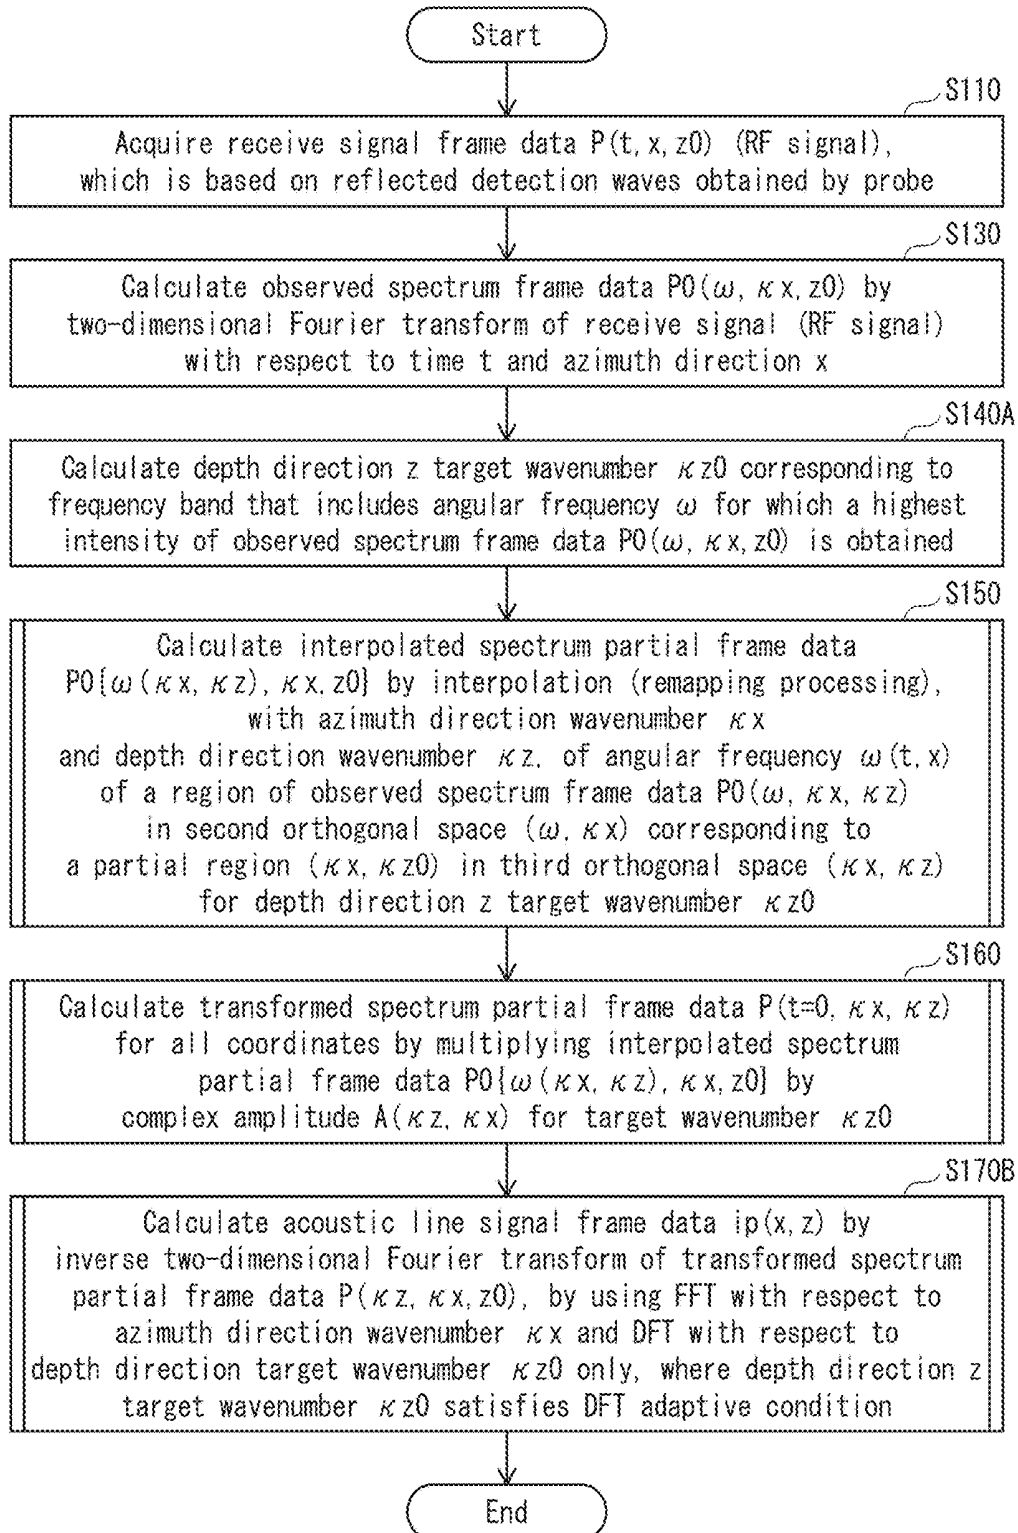 Start
S110
Acquire receive signal frame data P(t, x, z0) (RF signal),
which is based on reflected detection waves obtained by probe
S130
Calculate observed spectrum frame data P0(ω, κx, z0) by
two-dimensional Fourier transform of receive signal (RF signal)
with respect to time t and azimuth direction x
S140A
Calculate depth direction z target wavenumber κz0 corresponding to
frequency band that includes angular frequency ω for which a highest
intensity of observed spectrum frame data P0(ω, κx, z0) is obtained
S150
Calculate interpolated spectrum partial frame data
P0{ω(κx, κz), κx, z0} by interpolation (remapping processing),
with azimuth direction wavenumber κx
and depth direction wavenumber κz, of angular frequency ω(t, x)
of a region of observed spectrum frame data P0(ω, κx, κz)
in second orthogonal space (ω, κx) corresponding to
a partial region (κx, κz0) in third orthogonal space (κx, κz)
for depth direction z target wavenumber κz0
S160
Calculate transformed spectrum partial frame data P(t=0, κx, κz)
for all coordinates by multiplying interpolated spectrum
partial frame data P0{ω(κx, κz), κx, z0} by
complex amplitude A(κz, κx) for target wavenumber κz0
S170B
Calculate acoustic line signal frame data ip(x, z) by
inverse two-dimensional Fourier transform of transformed spectrum
partial frame data P(κz, κx, z0), by using FFT with respect to
azimuth direction wavenumber κx and DFT with respect to
depth direction target wavenumber κz0 only, where depth direction z
target wavenumber κz0 satisfies DFT adaptive condition
End